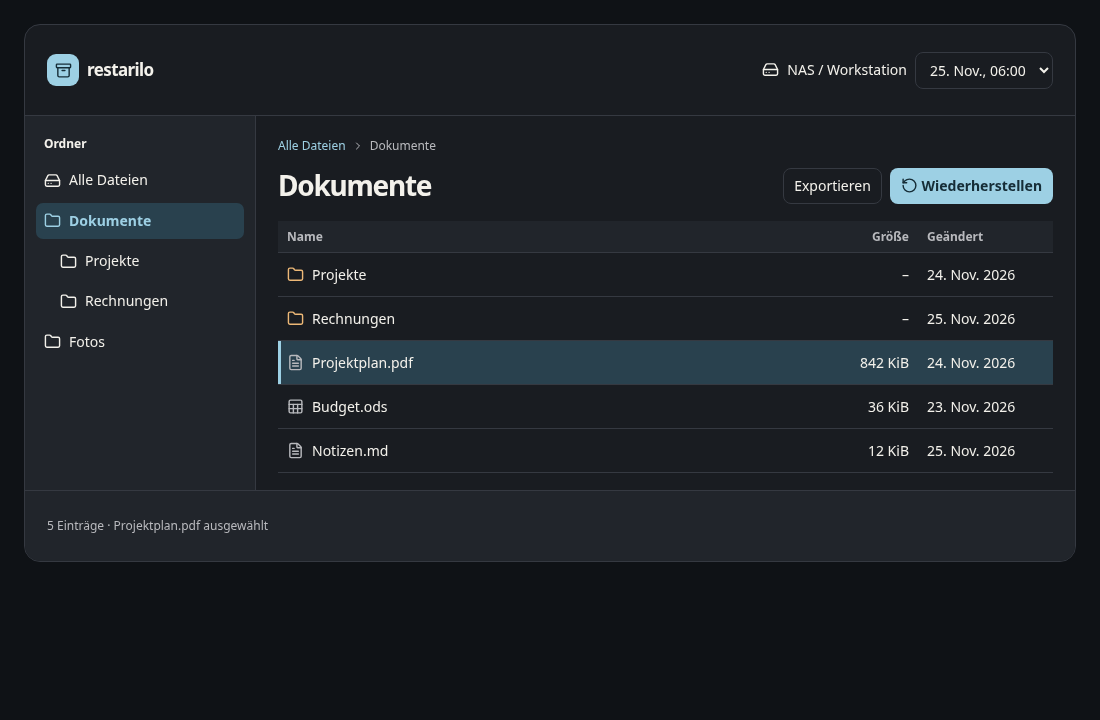 restarilo
NAS / Workstation
25. Nov., 06:00
Ordner
Alle Dateien
Dokumente
Projekte
Rechnungen
Fotos
Alle Dateien > Dokumente
Dokumente
Exportieren
Wiederherstellen
Name Größe Geändert
Projekte – 24. Nov. 2026
Rechnungen – 25. Nov. 2026
Projektplan.pdf 842 KiB 24. Nov. 2026
Budget.ods 36 KiB 23. Nov. 2026
Notizen.md 12 KiB 25. Nov. 2026
5 Einträge · Projektplan.pdf ausgewählt